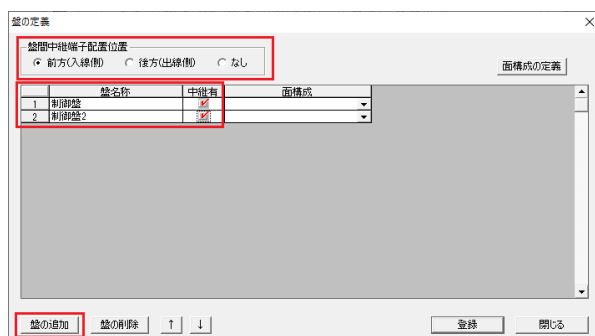 盤の定義
盤間中継端子配置位置
前方(入線側) 後方(出線側) なし
面構成の定義
盤名称 中継有 面構成
1 制御盤
2 制御盤2
盤の追加 盤の削除 ↑ ↓ 登録 閉じる